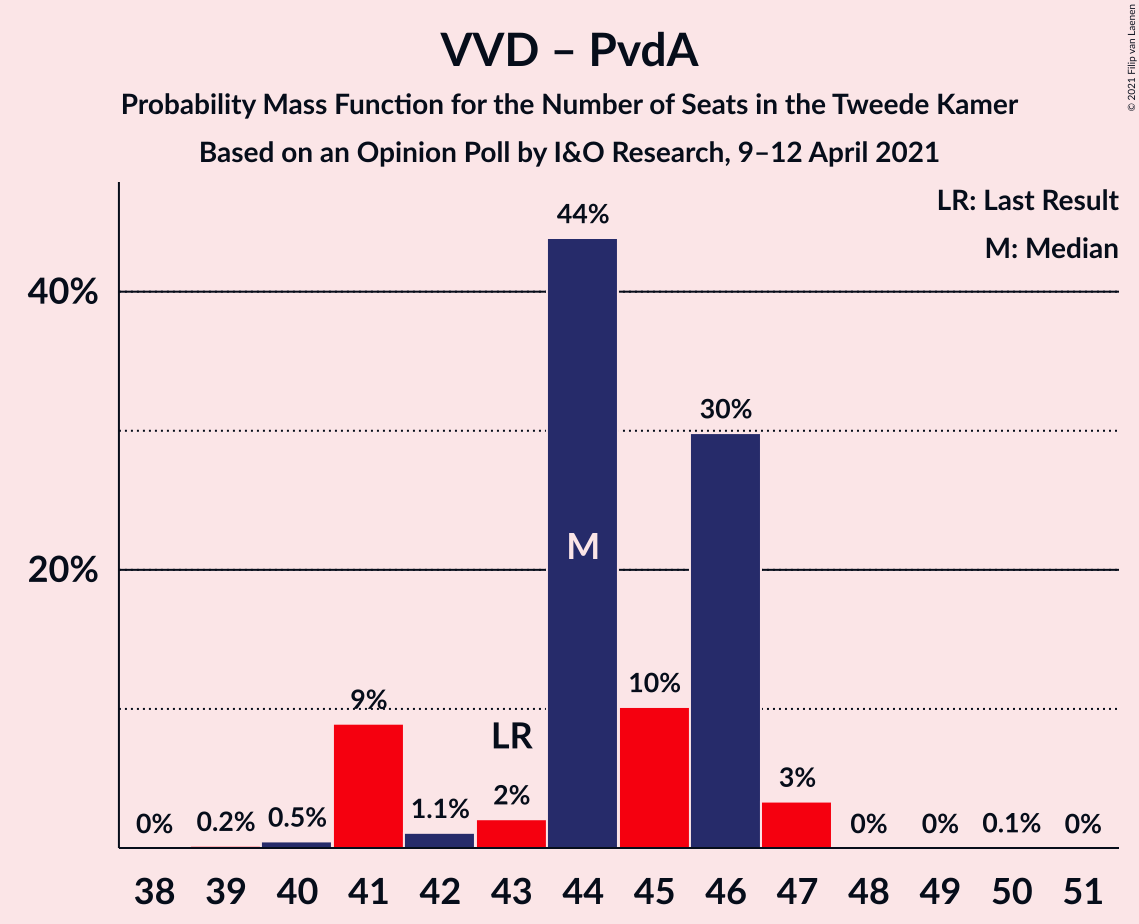 VVD – PvdA
Probability Mass Function for the Number of Seats in the Tweede Kamer
Based on an Opinion Poll by I&O Research, 9–12 April 2021
© 2021 Filip van Laenen
LR: Last Result
M: Median
40%
20%
0%
0.2%
0.5%
9%
1.1%
2%
LR
44%
M
10%
30%
3%
0%
0%
0.1%
0%
38 39 40 41 42 43 44 45 46 47 48 49 50 51